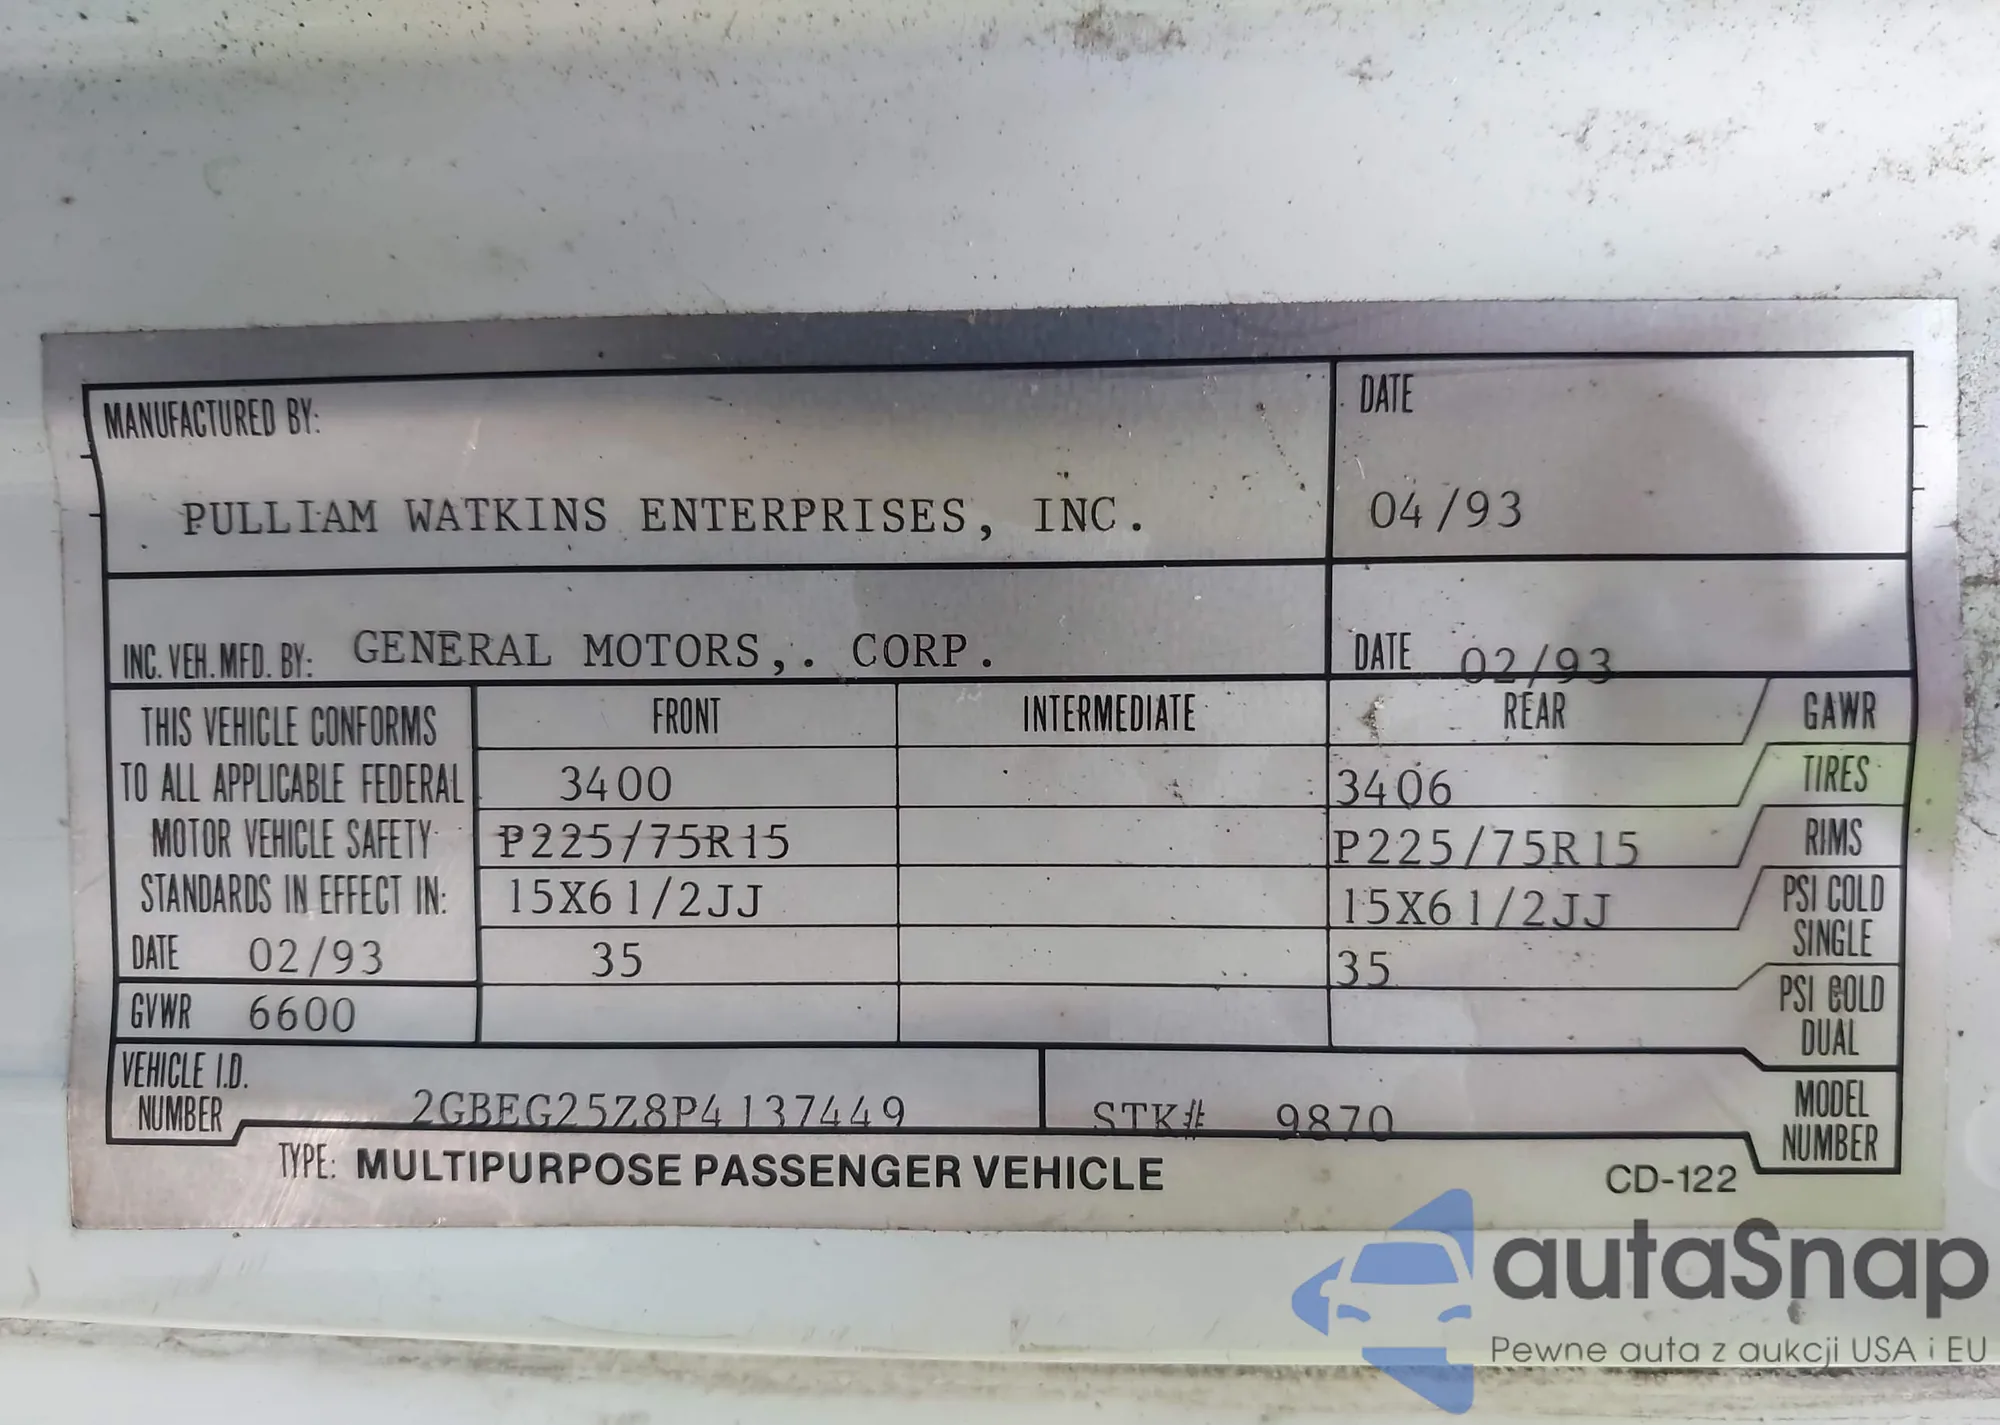 MANUFACTURED BY:
DATE
PULLIAM WATKINS ENTERPRISES, INC.
04/93
INC. VEH. MFD. BY: GENERAL MOTORS,. CORP.
DATE 02/93
THIS VEHICLE CONFORMS
TO ALL APPLICABLE FEDERAL
MOTOR VEHICLE SAFETY
STANDARDS IN EFFECT IN:
DATE 02/93
GVWR 6600
FRONT INTERMEDIATE REAR GAWR
3400 3406 TIRES
P225/75R15 P225/75R15 RIMS
15X6 1/2JJ 15X6 1/2JJ PSI COLD
SINGLE
35 35 PSI COLD
DUAL
VEHICLE I.D.
NUMBER
2GBEG25Z8P4137449
STK# 9870
MODEL
NUMBER
TYPE: MULTIPURPOSE PASSENGER VEHICLE
CD-122
autaSnap
Pewne auta z aukcji USA i EU